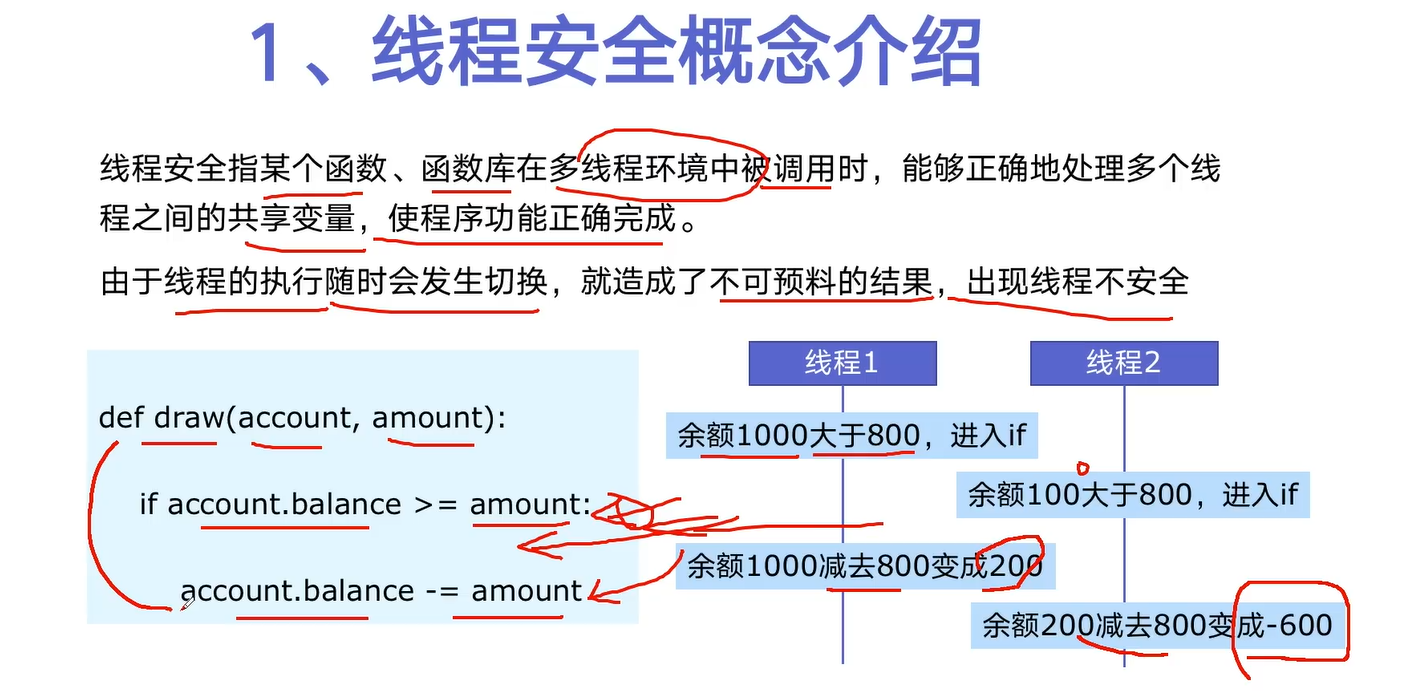 1、线程安全概念介绍
线程安全指某个函数、函数库在多线程环境中被调用时，能够正确地处理多个线
程之间的共享变量，使程序功能正确完成。
由于线程的执行随时会发生切换，就造成了不可预料的结果，出现线程不安全
def draw(account, amount):
if account.balance >= amount:
account.balance -= amount
线程1
线程2
余额1000大于800，进入if
余额100大于800，进入if
余额1000减去800变成200
余额200减去800变成-600